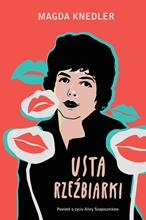 MAGDA KNEDLER
USTA
RZEŹBIARKI
Powieść o życiu Aliny Szapocznikow